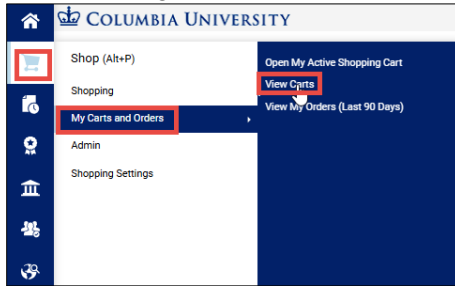 COLUMBIA UNIVERSITY
Shop (Alt+P)
Shopping
My Carts and Orders
Admin
Shopping Settings
Open My Active Shopping Cart
View Carts
View My Orders (Last 90 Days)